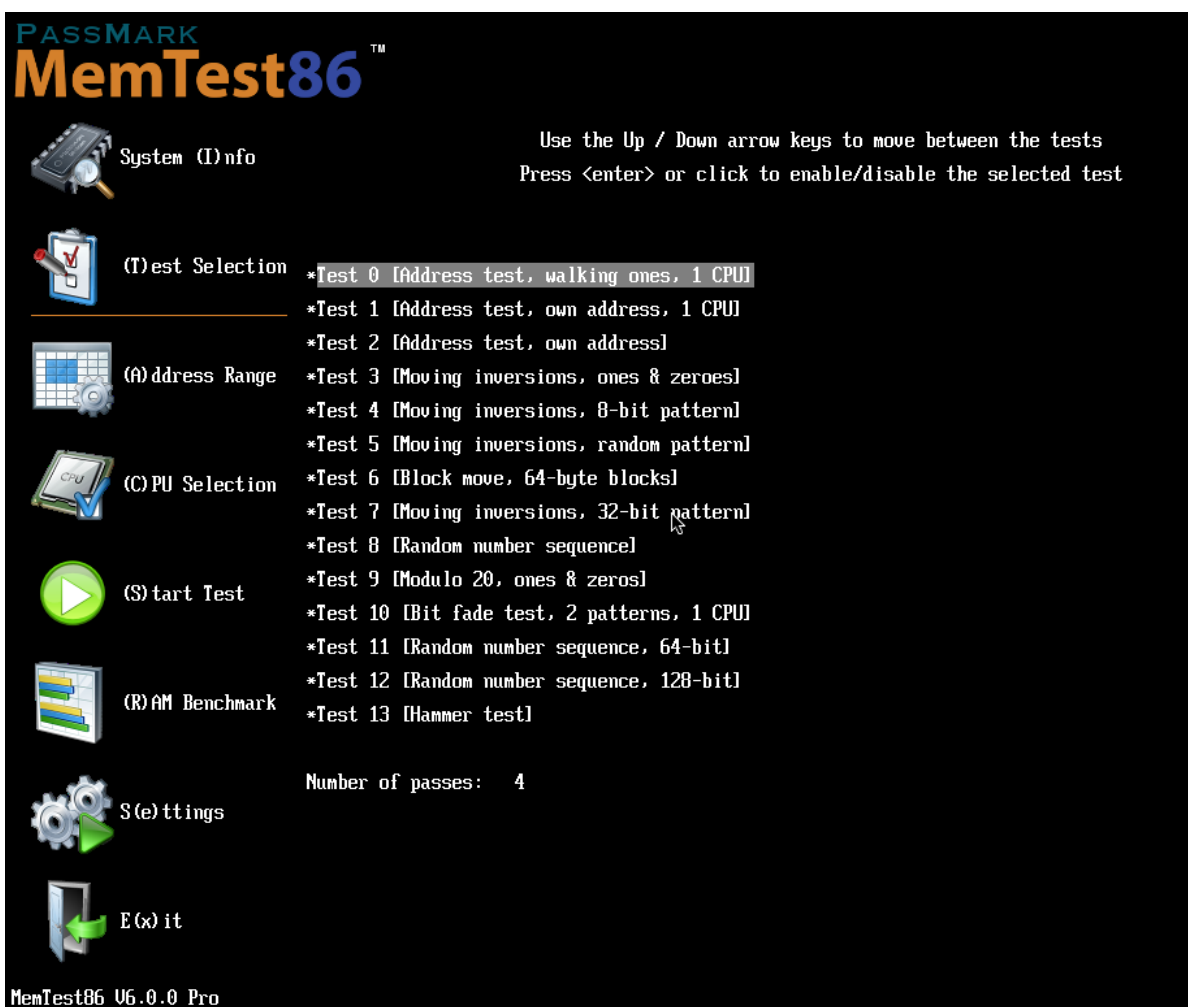 PASSMARK
MemTest86™
System (I)nfo
Use the Up / Down arrow keys to move between the tests
Press <enter> or click to enable/disable the selected test
(T)est Selection
*Test 0 [Address test, walking ones, 1 CPU]
*Test 1 [Address test, own address, 1 CPU]
*Test 2 [Address test, own address]
(A)ddress Range
*Test 3 [Moving inversions, ones & zeroes]
*Test 4 [Moving inversions, 8-bit pattern]
*Test 5 [Moving inversions, random pattern]
CPU
(C)PU Selection
*Test 6 [Block move, 64-byte blocks]
*Test 7 [Moving inversions, 32-bit pattern]
*Test 8 [Random number sequence]
*Test 9 [Modulo 20, ones & zeros]
(S)tart Test
*Test 10 [Bit fade test, 2 patterns, 1 CPU]
*Test 11 [Random number sequence, 64-bit]
*Test 12 [Random number sequence, 128-bit]
(R)AM Benchmark
*Test 13 [Hammer test]
Number of passes: 4
S(e)ttings
E(x)it
MemTest86 V6.0.0 Pro